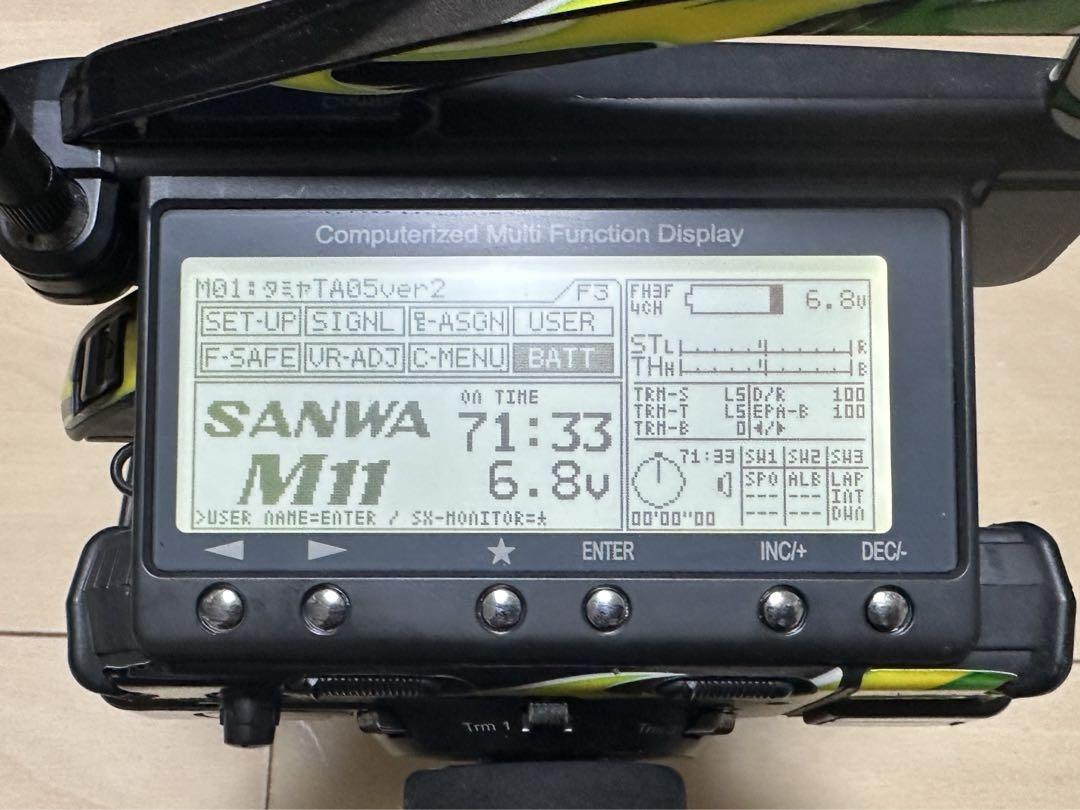 Computerized Multi Function Display
M01:タミヤTA05ver2 /F3
SET-UP SIGNL E-ASGN USER
F-SAFE VR-ADJ C-MENU BATT
SANWA
M11
ON TIME
71:33
6.8v
>USER NAME=ENTER / SX-MONITOR=★
FH3F
4CH
6.8v
ST L R
TH H B
TRM-S L5 D/R 100
TRM-T L5 EPA-B 100
TRM-B 0 ◀/▶
71:33
00'00"00
SW1 SW2 SW3
SPO ALB LAP
--- --- INT
--- --- DWN
◀ ▶ ★ ENTER INC/+ DEC/-
Trm 1